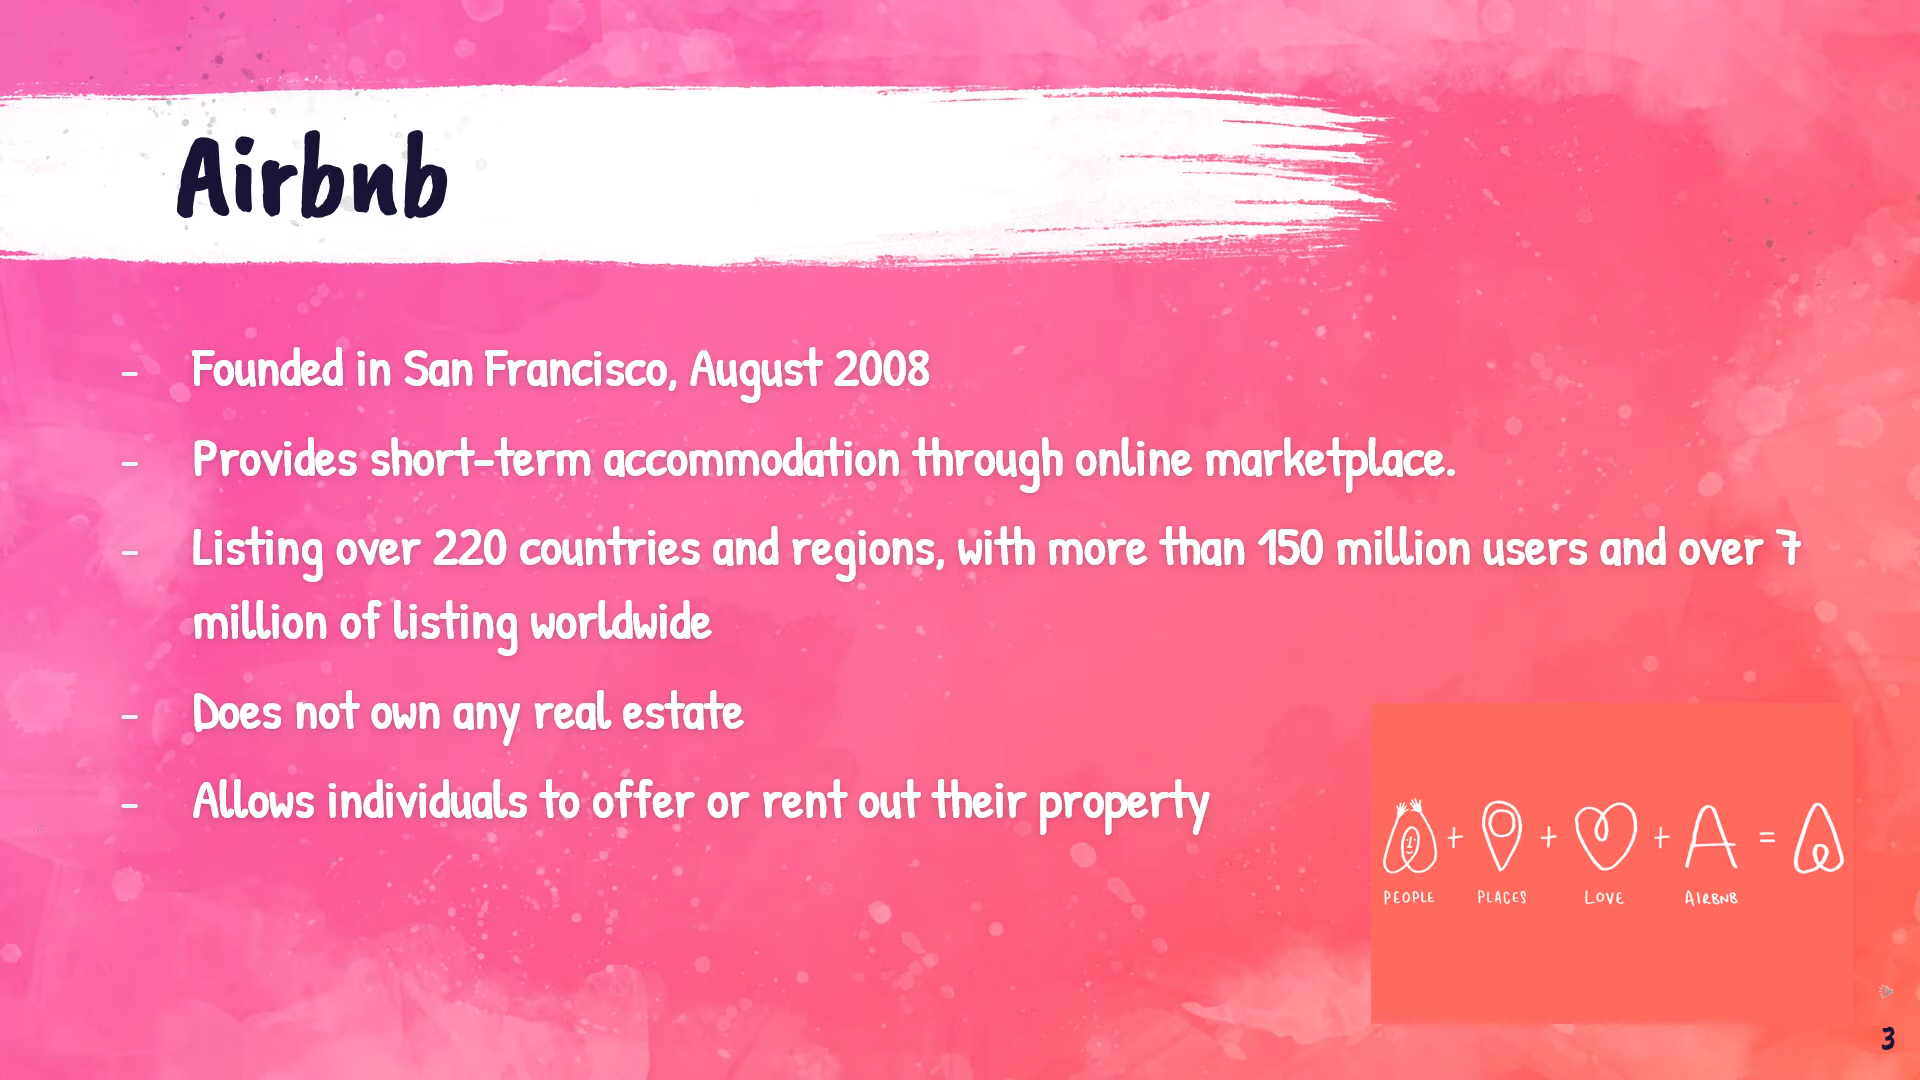 Airbnb
- Founded in San Francisco, August 2008
- Provides short-term accommodation through online marketplace.
- Listing over 220 countries and regions, with more than 150 million users and over 7
million of listing worldwide
- Does not own any real estate
- Allows individuals to offer or rent out their property
+ + + A =
PEOPLE PLACES LOVE AIRBNB
3